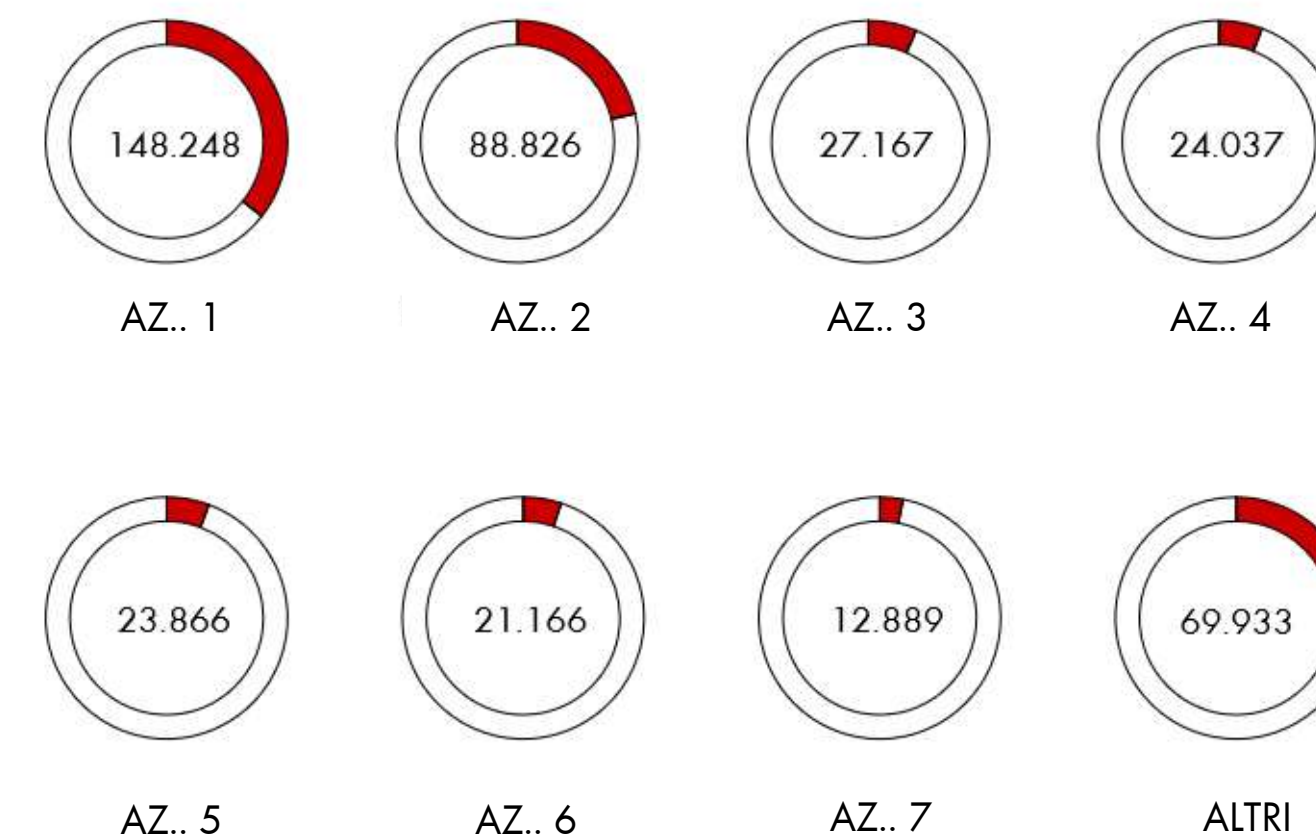 148.248 88.826 27.167 24.037
AZ.. 1 AZ.. 2 AZ.. 3 AZ.. 4
23.866 21.166 12.889 69.933
AZ.. 5 AZ.. 6 AZ.. 7 ALTRI